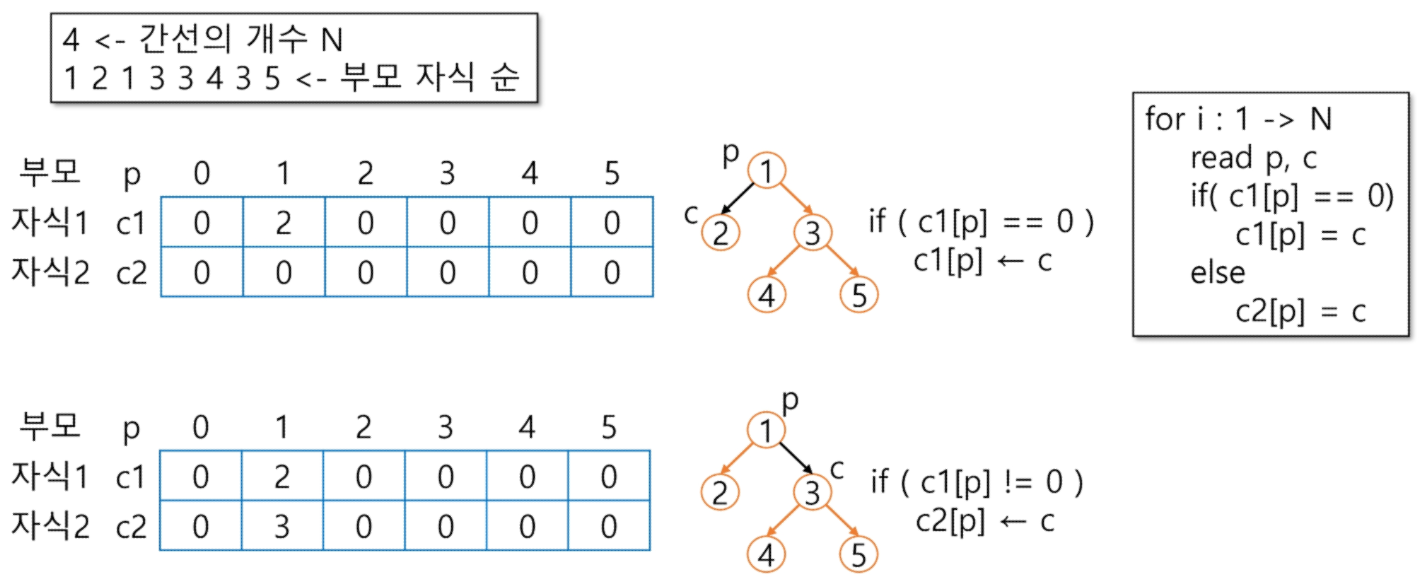 4 <- 간선의 개수 N
1 2 1 3 3 4 3 5 <- 부모 자식 순
for i : 1 -> N
read p, c
if( c1[p] == 0)
c1[p] = c
else
c2[p] = c
부모 p 0 1 2 3 4 5
자식1 c1 0 2 0 0 0 0
자식2 c2 0 0 0 0 0 0
p
1
c
2
3
4
5
if ( c1[p] == 0 )
c1[p] ← c
부모 p 0 1 2 3 4 5
자식1 c1 0 2 0 0 0 0
자식2 c2 0 3 0 0 0 0
p
1
c
2
3
4
5
if ( c1[p] != 0 )
c2[p] ← c